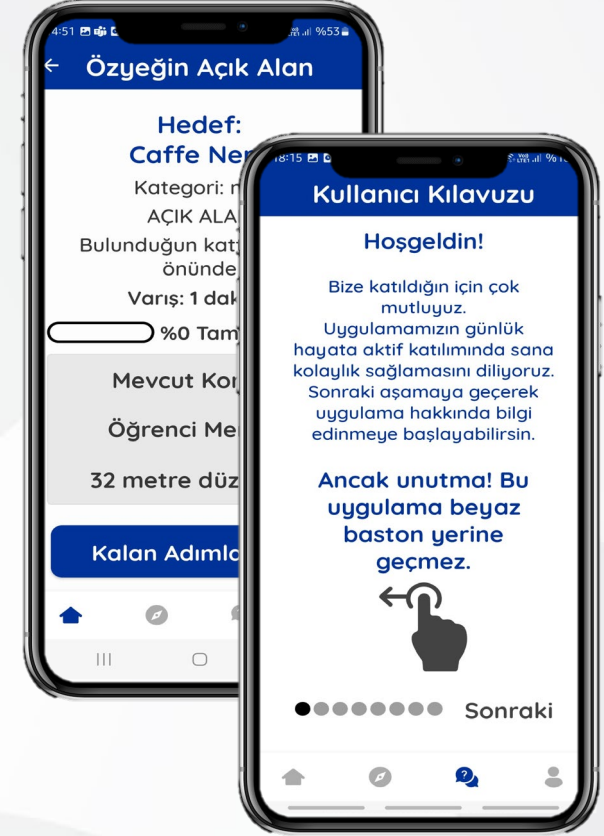 4:51 %53
Özyeğin Açık Alan
Hedef:
Caffe Ner
Kategori:
AÇIK ALA
Bulunduğun kat
önünde
Varış: 1 dak
%0 Tam
Mevcut Kon
Öğrenci Me
32 metre düz
Kalan Adımla
18:15
Kullanıcı Kılavuzu
Hoşgeldin!
Bize katıldığın için çok
mutluyuz.
Uygulamamızın günlük
hayata aktif katılımında sana
kolaylık sağlamasını diliyoruz.
Sonraki aşamaya geçerek
uygulama hakkında bilgi
edinmeye başlayabilirsin.
Ancak unutma! Bu
uygulama beyaz
baston yerine
geçmez.
Sonraki